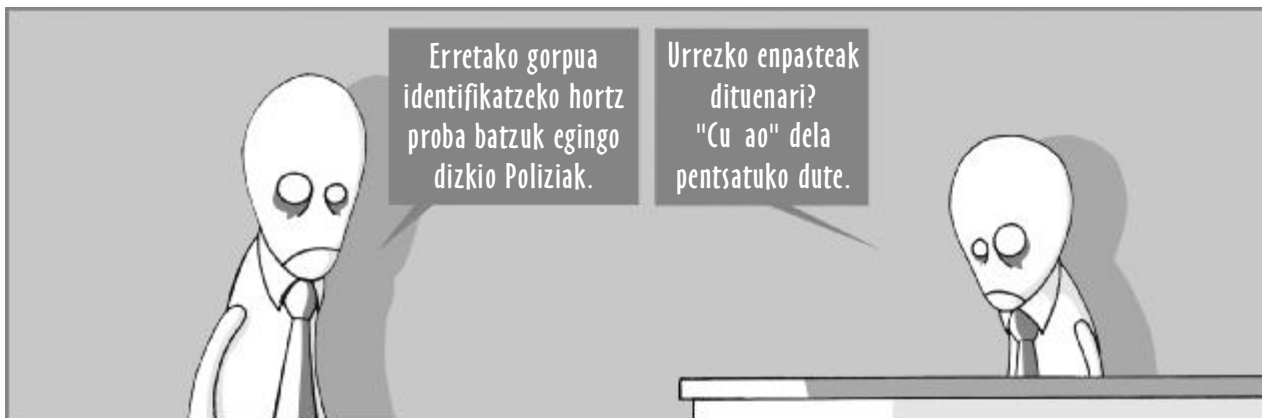 Erretako gorpua
identifikatzeko hortz
proba batzuk egingo
dizkio Poliziak.
Urrezko enpasteak
dituenari?
"Cu ao" dela
pentsatuko dute.